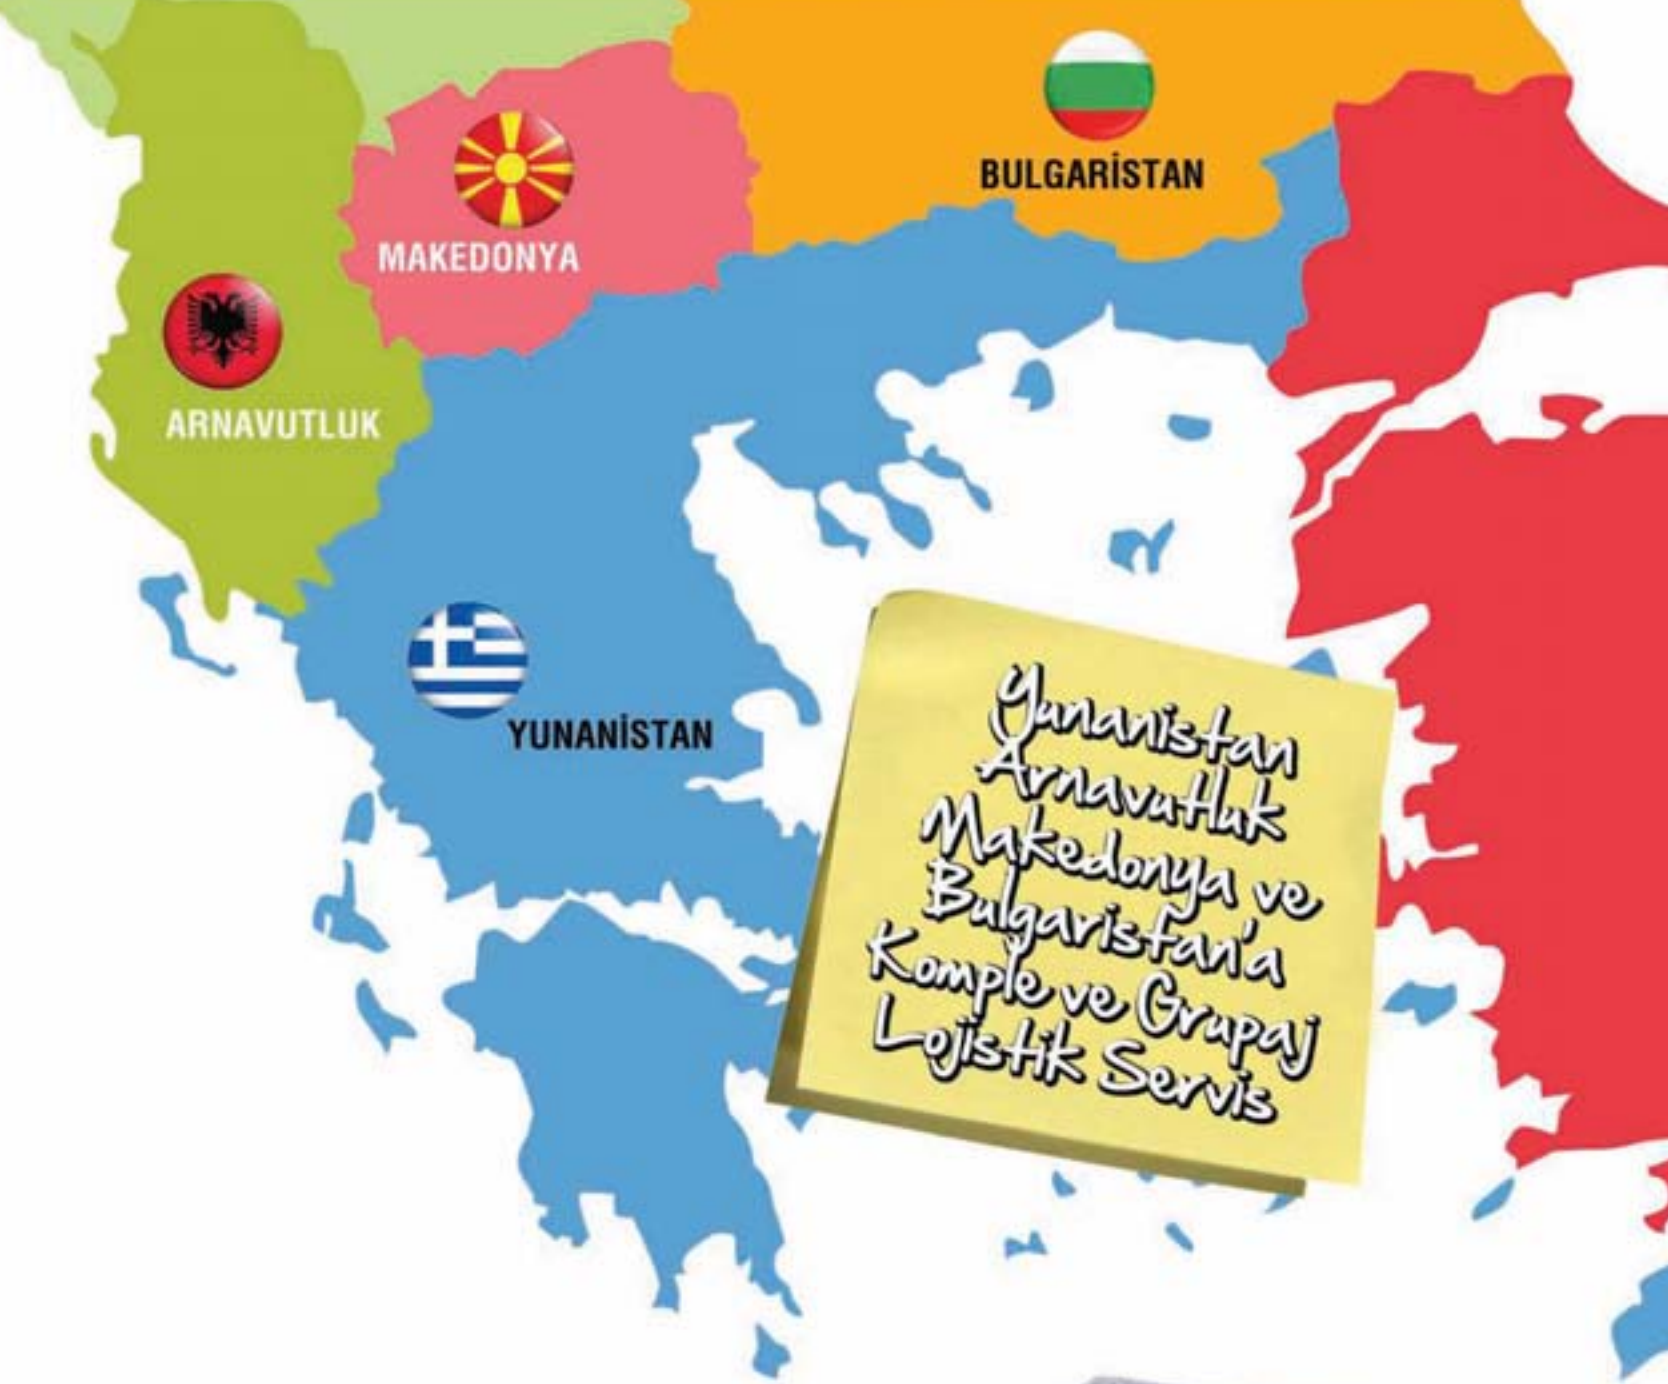 BULGARİSTAN
MAKEDONYA
ARNAVUTLUK
YUNANİSTAN
Yunanistan
Arnavutluk
Makedonya ve
Bulgaristan'a
Komple ve Grupaj
Lojistik Servis